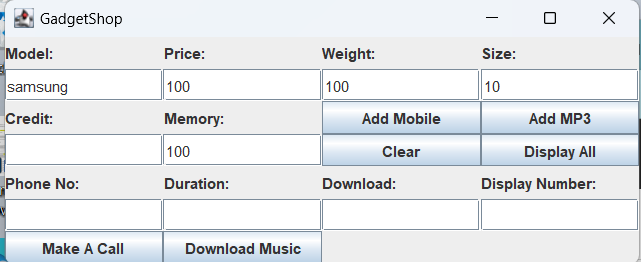 GadgetShop
Model: Price: Weight: Size:
samsung 100 100 10
Credit: Memory: Add Mobile Add MP3
100 Clear Display All
Phone No: Duration: Download: Display Number:
Make A Call Download Music